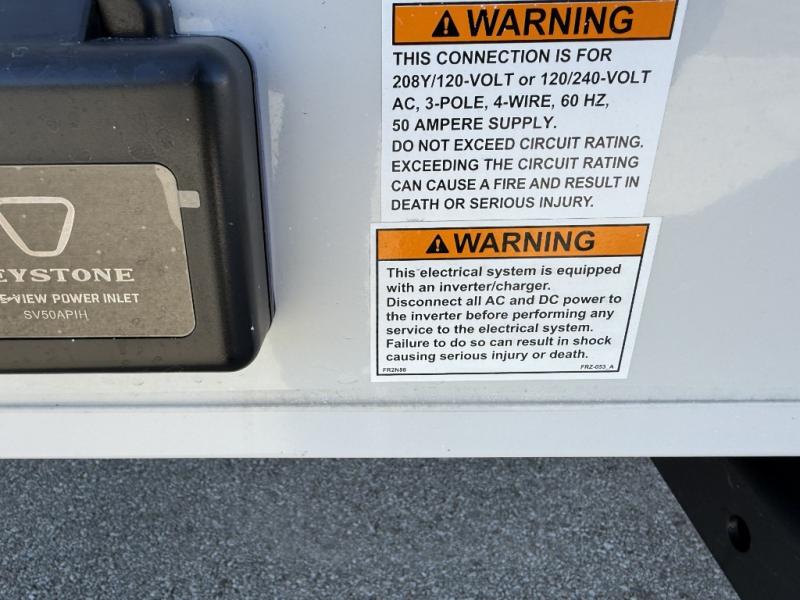 WARNING
THIS CONNECTION IS FOR
208Y/120-VOLT or 120/240-VOLT
AC, 3-POLE, 4-WIRE, 60 HZ,
50 AMPERE SUPPLY.
DO NOT EXCEED CIRCUIT RATING.
EXCEEDING THE CIRCUIT RATING
CAN CAUSE A FIRE AND RESULT IN
DEATH OR SERIOUS INJURY.
WARNING
This electrical system is equipped
with an inverter/charger.
Disconnect all AC and DC power to
the inverter before performing any
service to the electrical system.
Failure to do so can result in shock
causing serious injury or death.
FR2N86 FRZ-053_A
EYSTONE
E-VIEW POWER INLET
SV50APIH